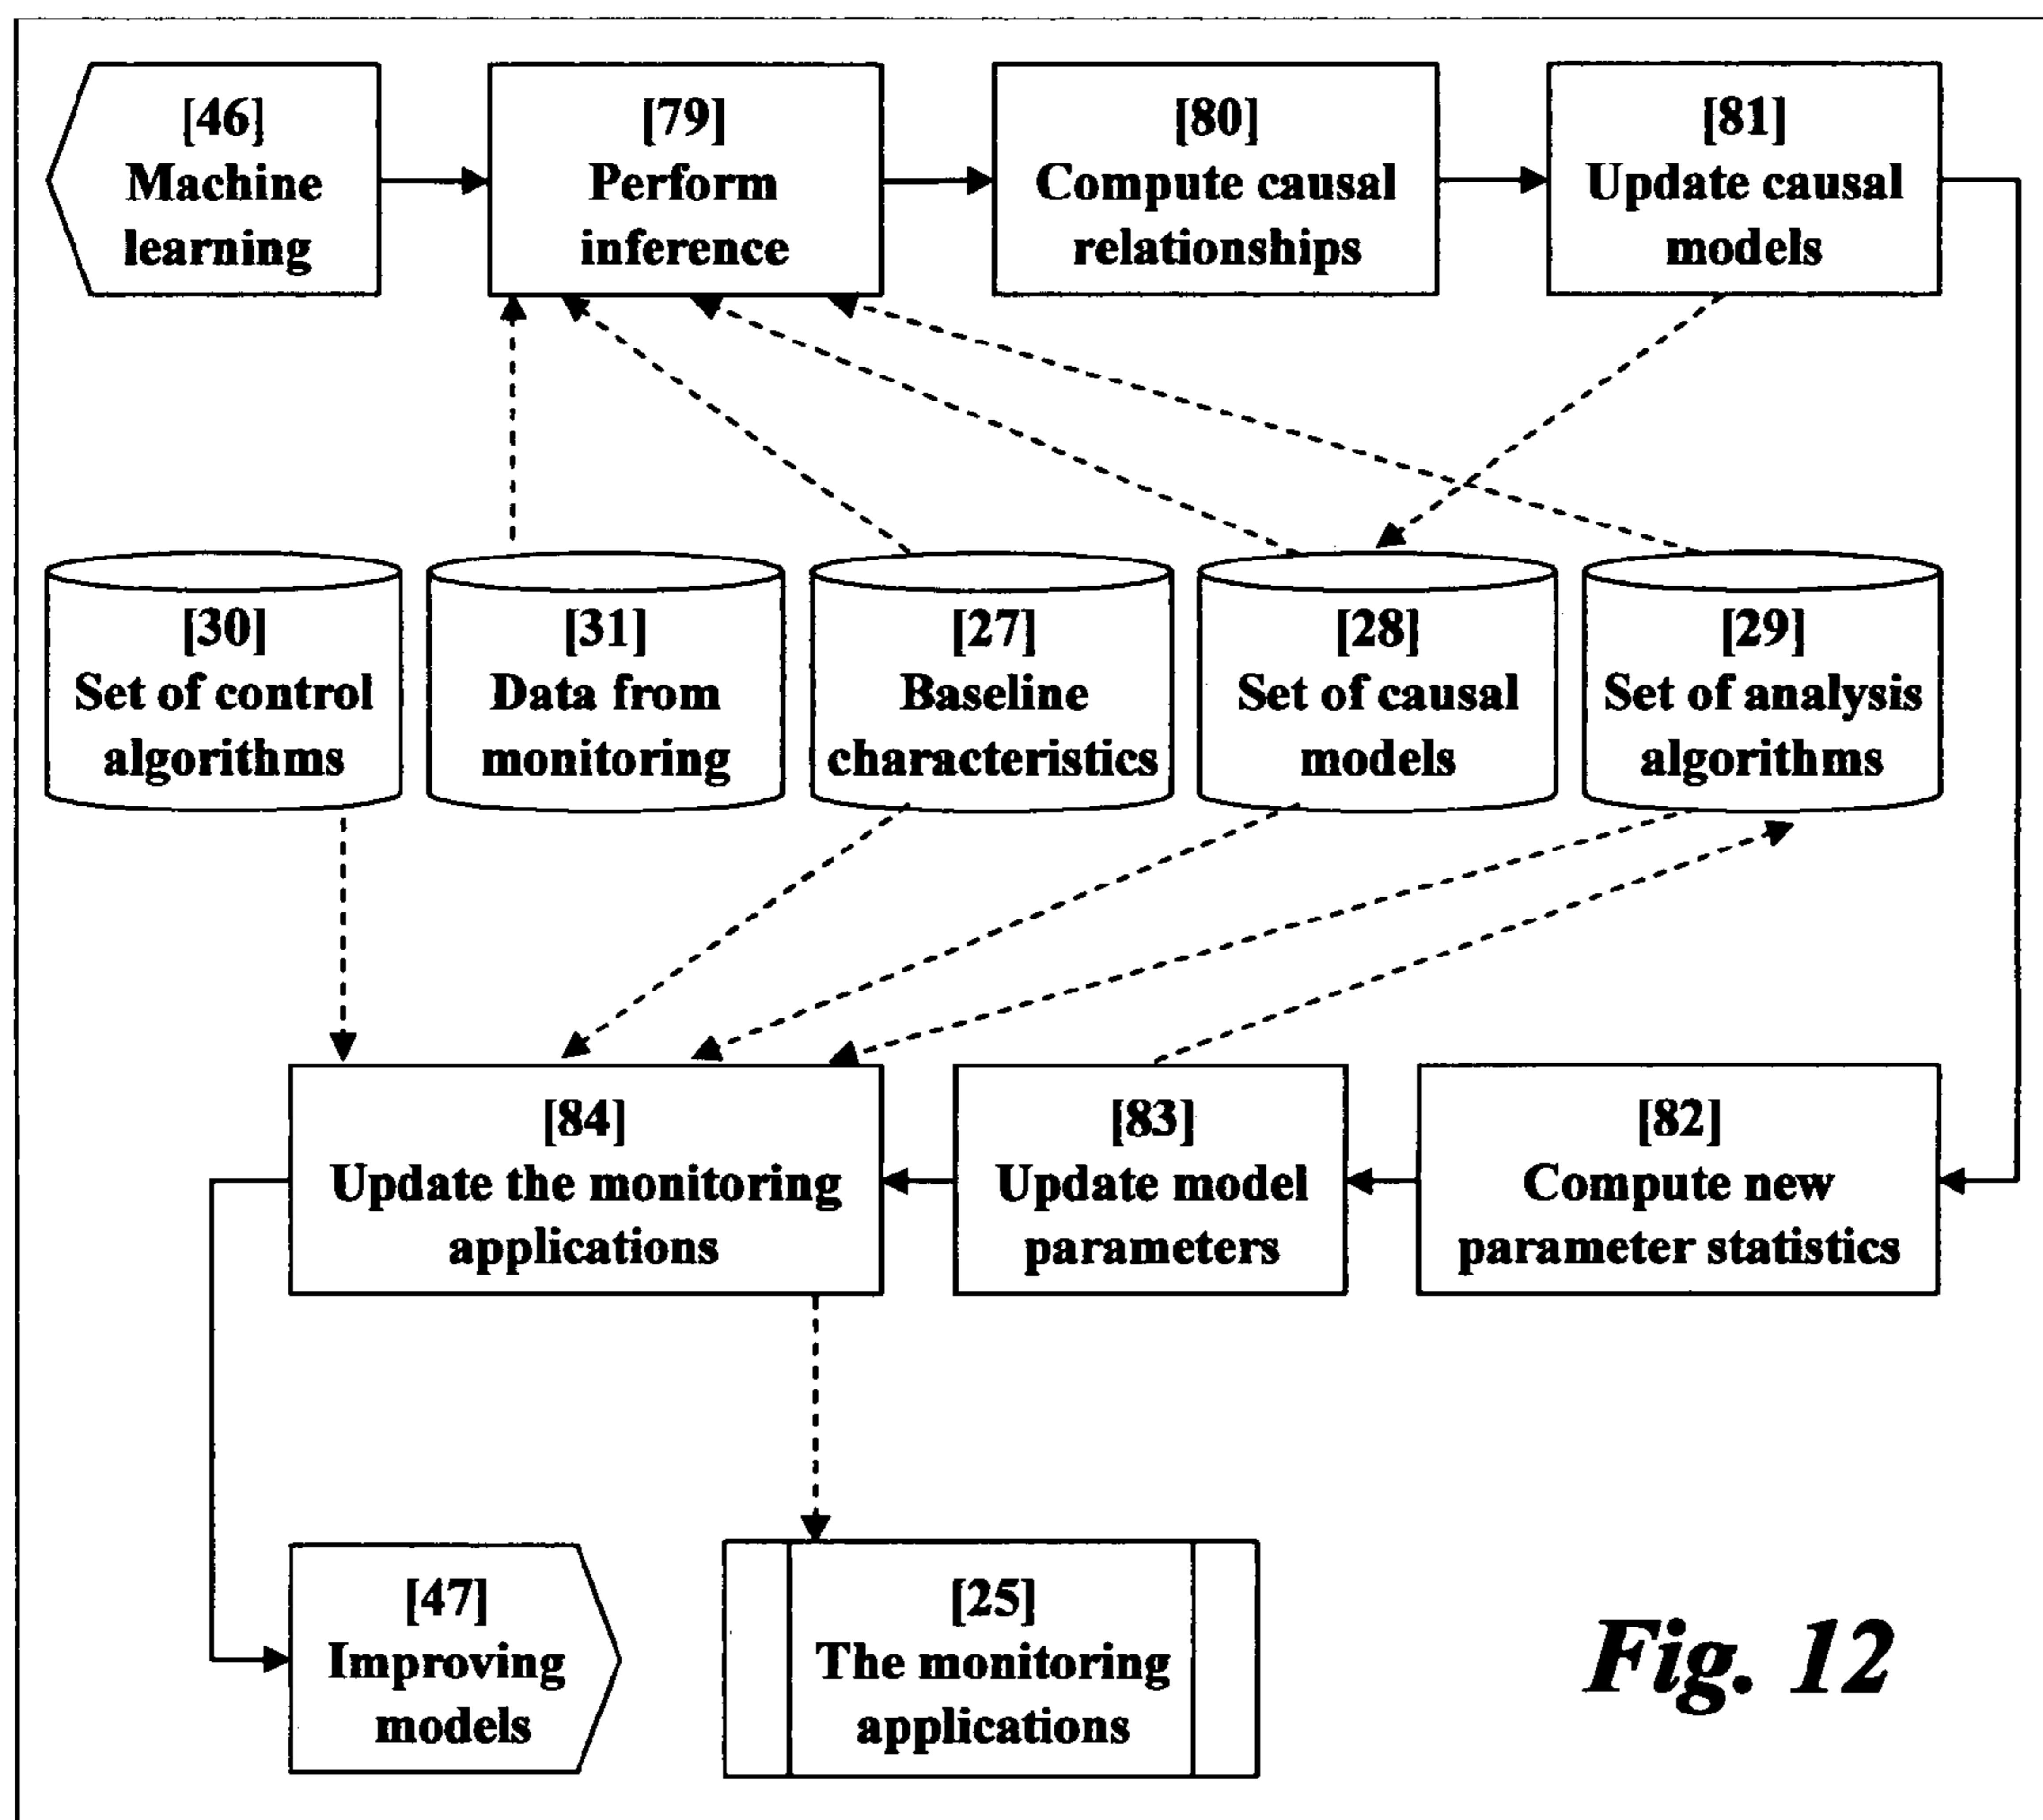 [46]
Machine
learning
[79]
Perform
inference
[80]
Compute causal
relationships
[81]
Update causal
models
[30]
Set of control
algorithms
[31]
Data from
monitoring
[27]
Baseline
characteristics
[28]
Set of causal
models
[29]
Set of analysis
algorithms
[84]
Update the monitoring
applications
[83]
Update model
parameters
[82]
Compute new
parameter statistics
[47]
Improving
models
[25]
The monitoring
applications
Fig. 12